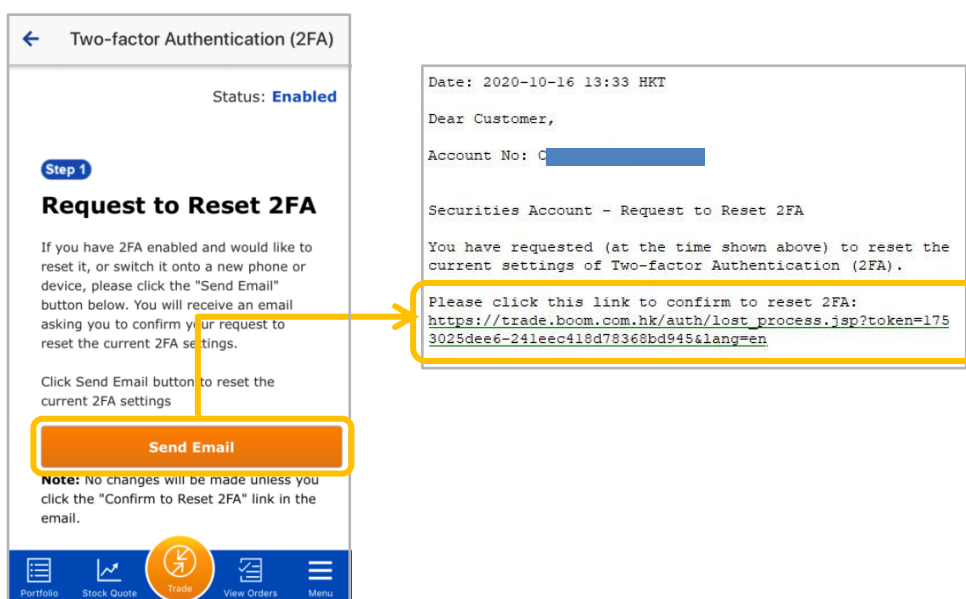 Two-factor Authentication (2FA)
Status: Enabled
Step 1
Request to Reset 2FA
If you have 2FA enabled and would like to
reset it, or switch it onto a new phone or
device, please click the "Send Email"
button below. You will receive an email
asking you to confirm your request to
reset the current 2FA settings.
Click Send Email button to reset the
current 2FA settings
Send Email
Note: No changes will be made unless you
click the "Confirm to Reset 2FA" link in the
email.
Portfolio
Stock Quote
Trade
View Orders
Menu
Date: 2020-10-16 13:33 HKT
Dear Customer,
Account No: C
Securities Account - Request to Reset 2FA
You have requested (at the time shown above) to reset the
current settings of Two-factor Authentication (2FA).
Please click this link to confirm to reset 2FA:
https://trade.boom.com.hk/auth/lost_process.jsp?token=175
3025dee6-241eec418d78368bd945&lang=en